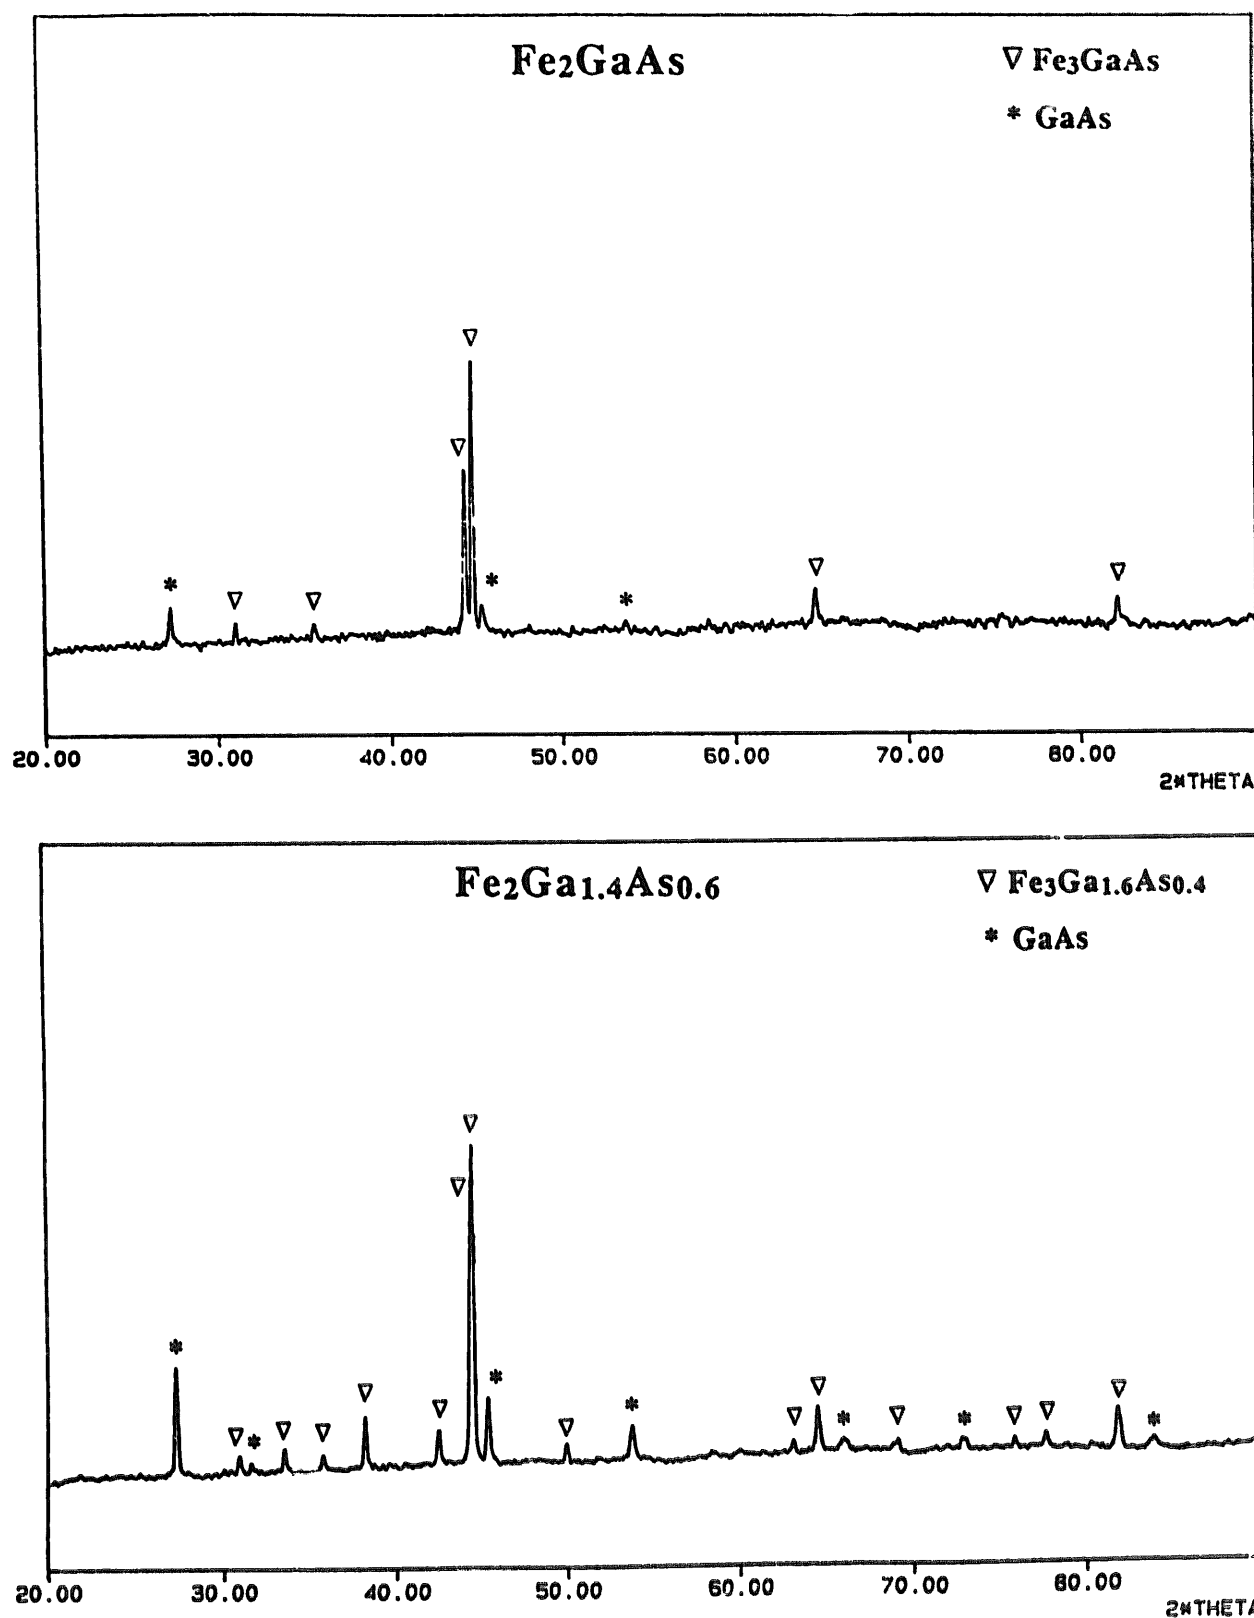 Fe₂GaAs
∇ Fe₃GaAs
* GaAs
∇
∇
* ∇ ∇ * * ∇ ∇
20.00 30.00 40.00 50.00 60.00 70.00 80.00
2*THETA
Fe₂Ga₁.₄As₀.₆
∇ Fe₃Ga₁.₆As₀.₄
* GaAs
∇
∇
* ∇ * ∇ ∇ ∇ ∇ * ∇ * ∇ ∇ * ∇ * ∇ ∇ ∇ *
20.00 30.00 40.00 50.00 60.00 70.00 80.00
2*THETA